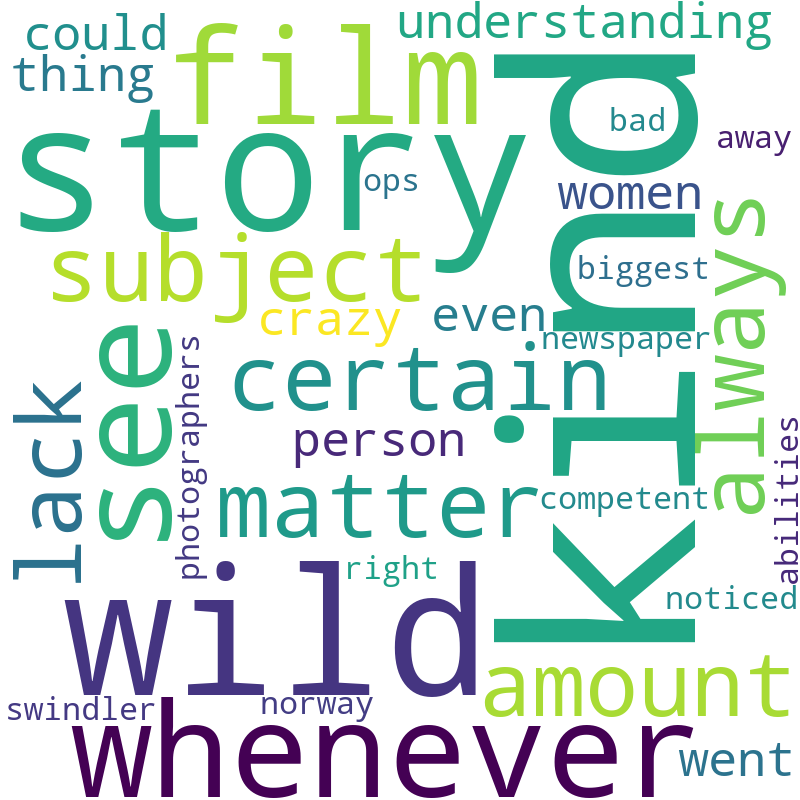 could
understanding
thing
film
kind
story
bad
away
ops
women
always
subject
biggest
crazy
even
newspaper
see
photographers
certain
lack
person
matter
competent
abilities
right
wild
noticed
amount
swindler
norway
whenever
went